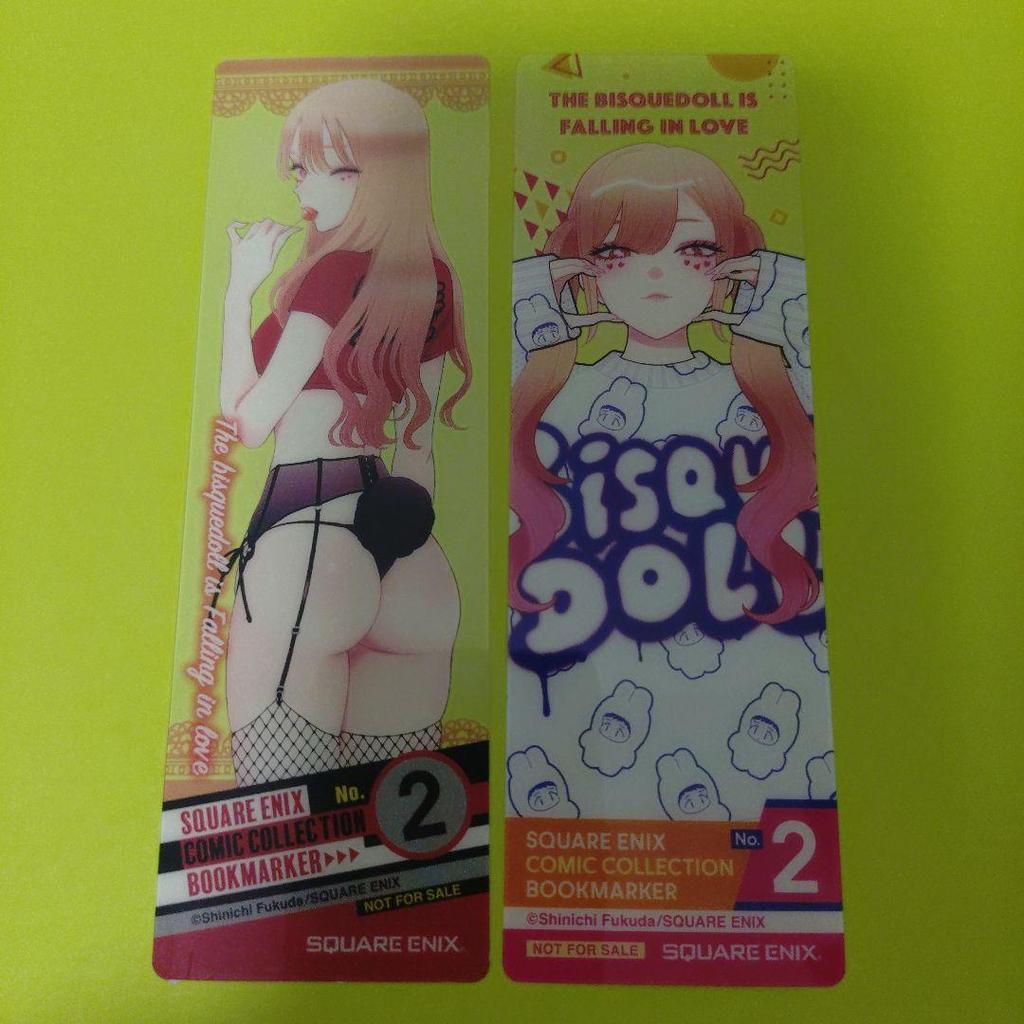 The bisquedoll is Falling in love
SQUARE ENIX
No.
2
COMIC COLLECTION
BOOKMARKER
©Shinichi Fukuda/SQUARE ENIX
NOT FOR SALE
SQUARE ENIX
THE BISQUEDOLL IS
FALLING IN LOVE
Bisqu
DOLL
SQUARE ENIX
No.
2
COMIC COLLECTION
BOOKMARKER
©Shinichi Fukuda/SQUARE ENIX
NOT FOR SALE
SQUARE ENIX